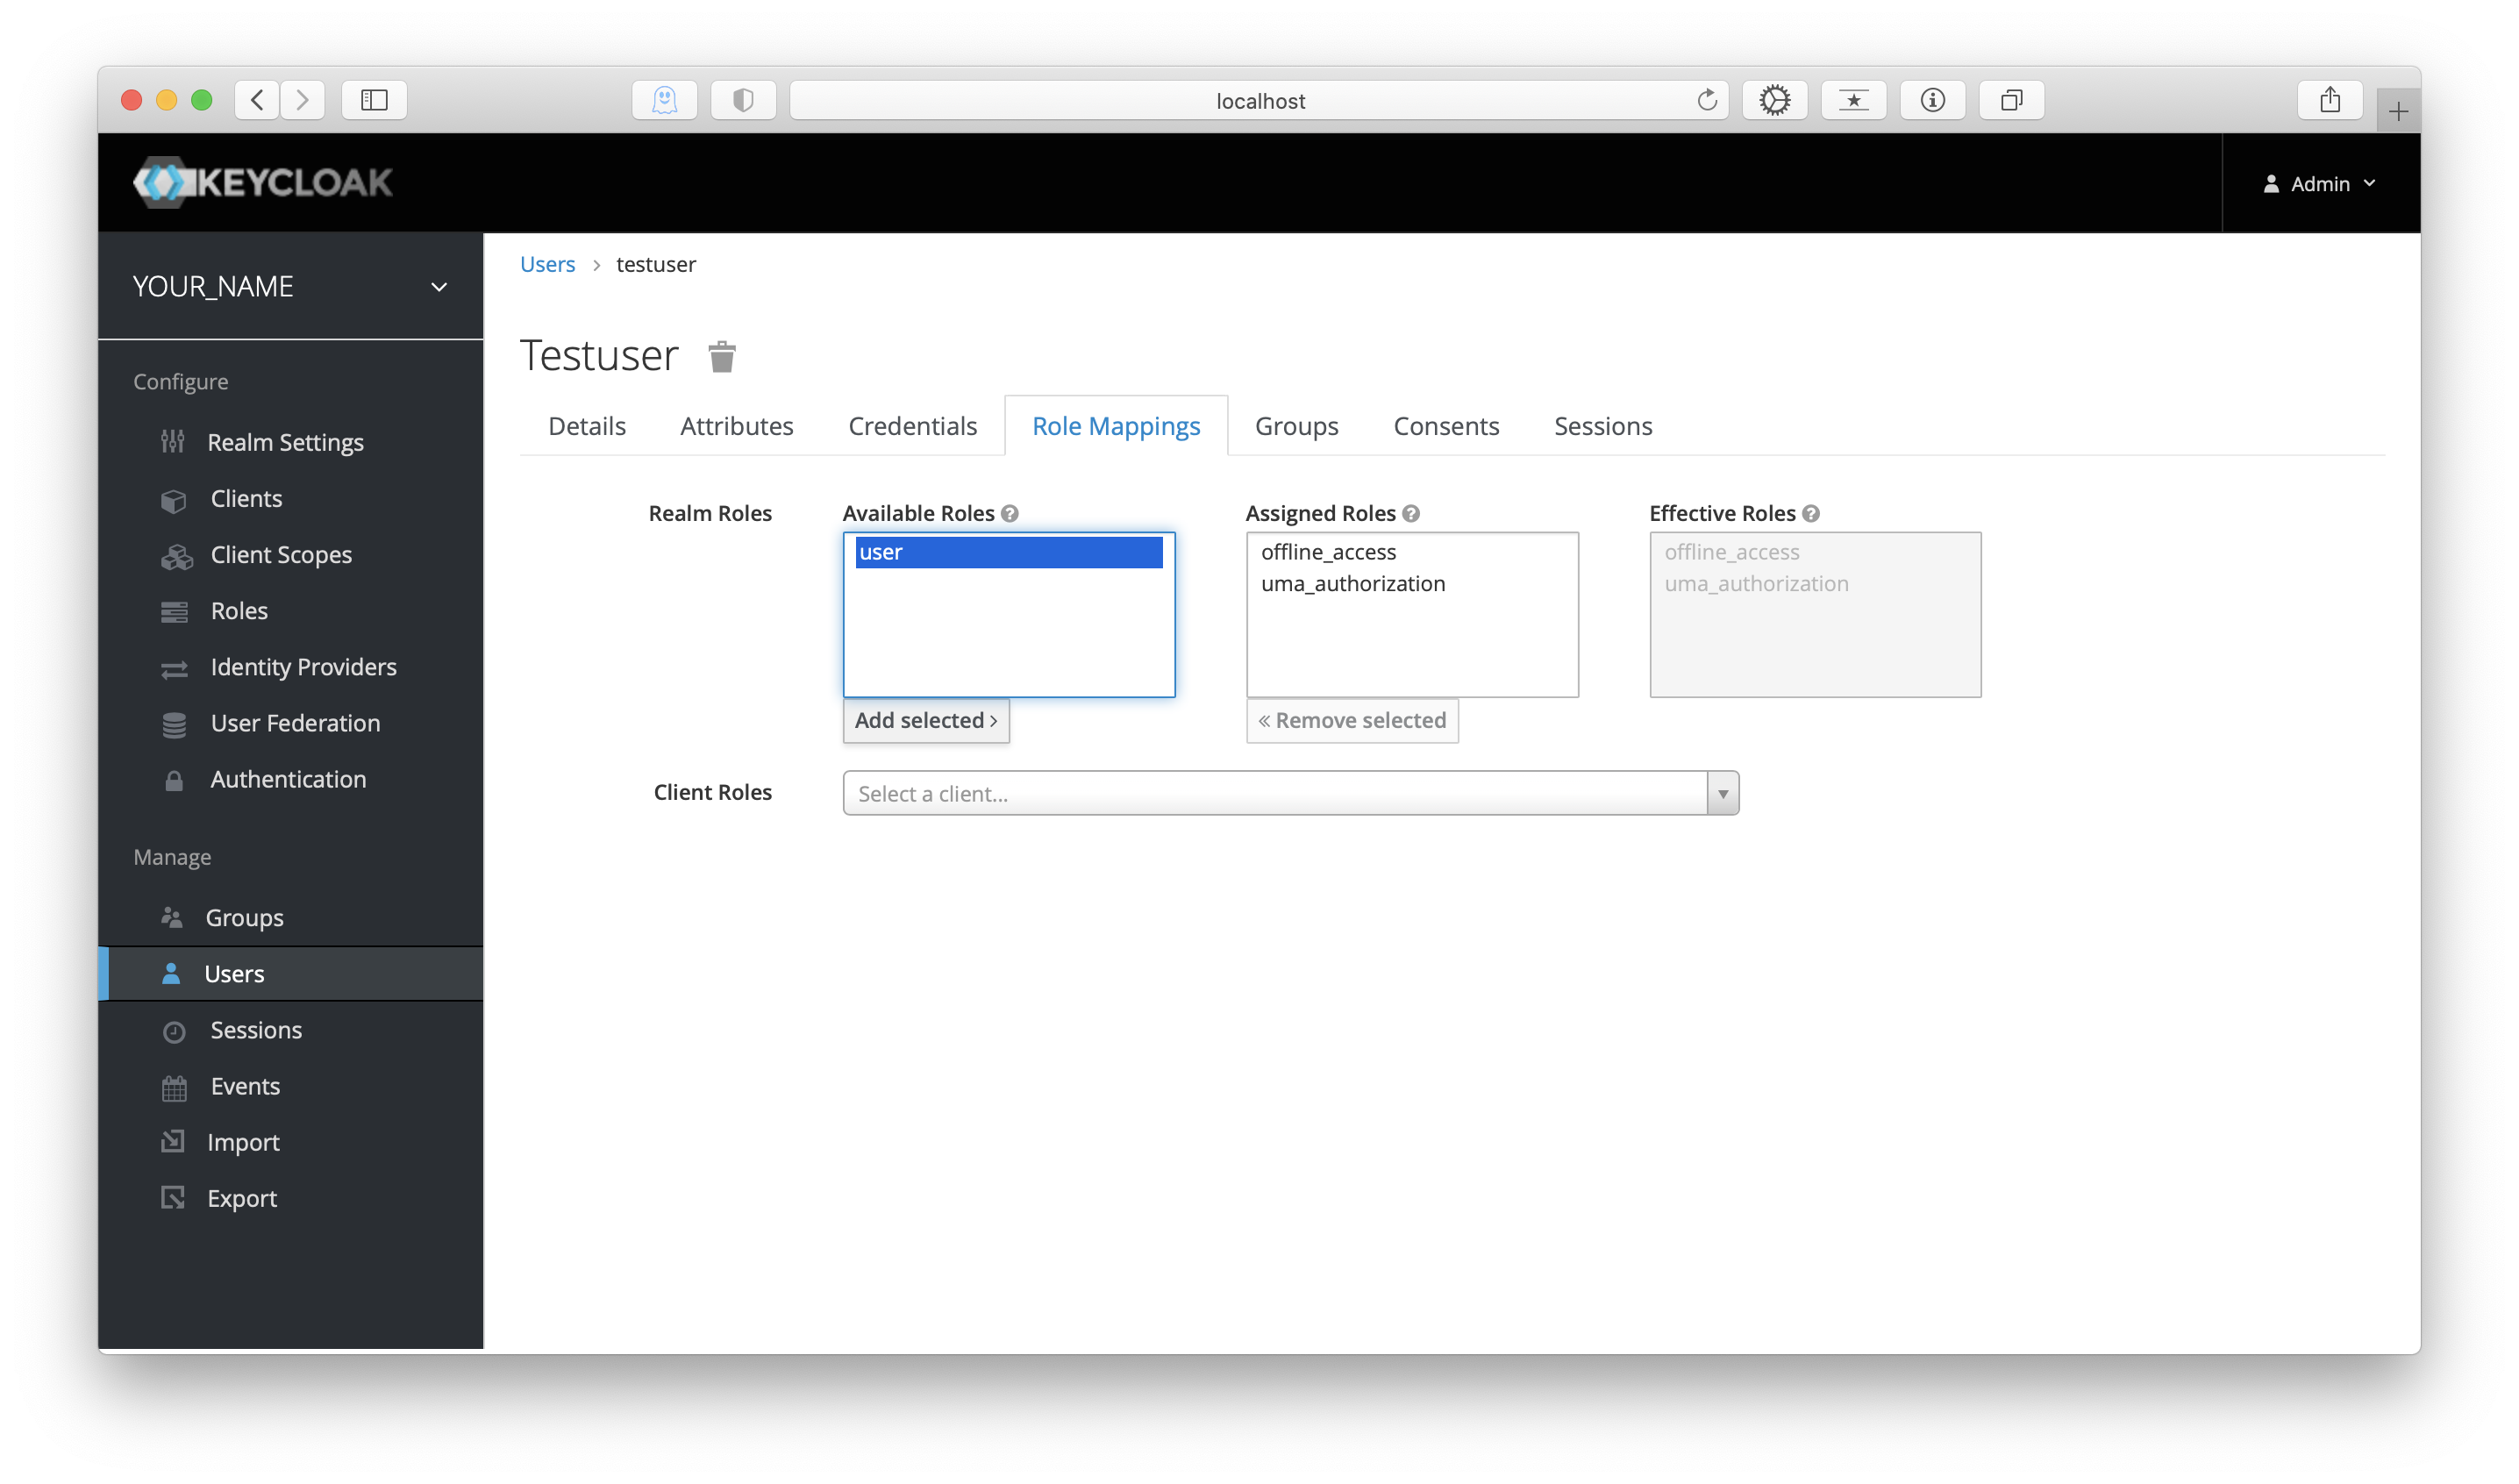 localhost
KEYCLOAK
Admin
YOUR_NAME
Configure
Realm Settings
Clients
Client Scopes
Roles
Identity Providers
User Federation
Authentication
Manage
Groups
Users
Sessions
Events
Import
Export
Users > testuser
Testuser
Details Attributes Credentials Role Mappings Groups Consents Sessions
Realm Roles
Available Roles
user
Add selected >
Assigned Roles
offline_access
uma_authorization
« Remove selected
Effective Roles
offline_access
uma_authorization
Client Roles
Select a client...